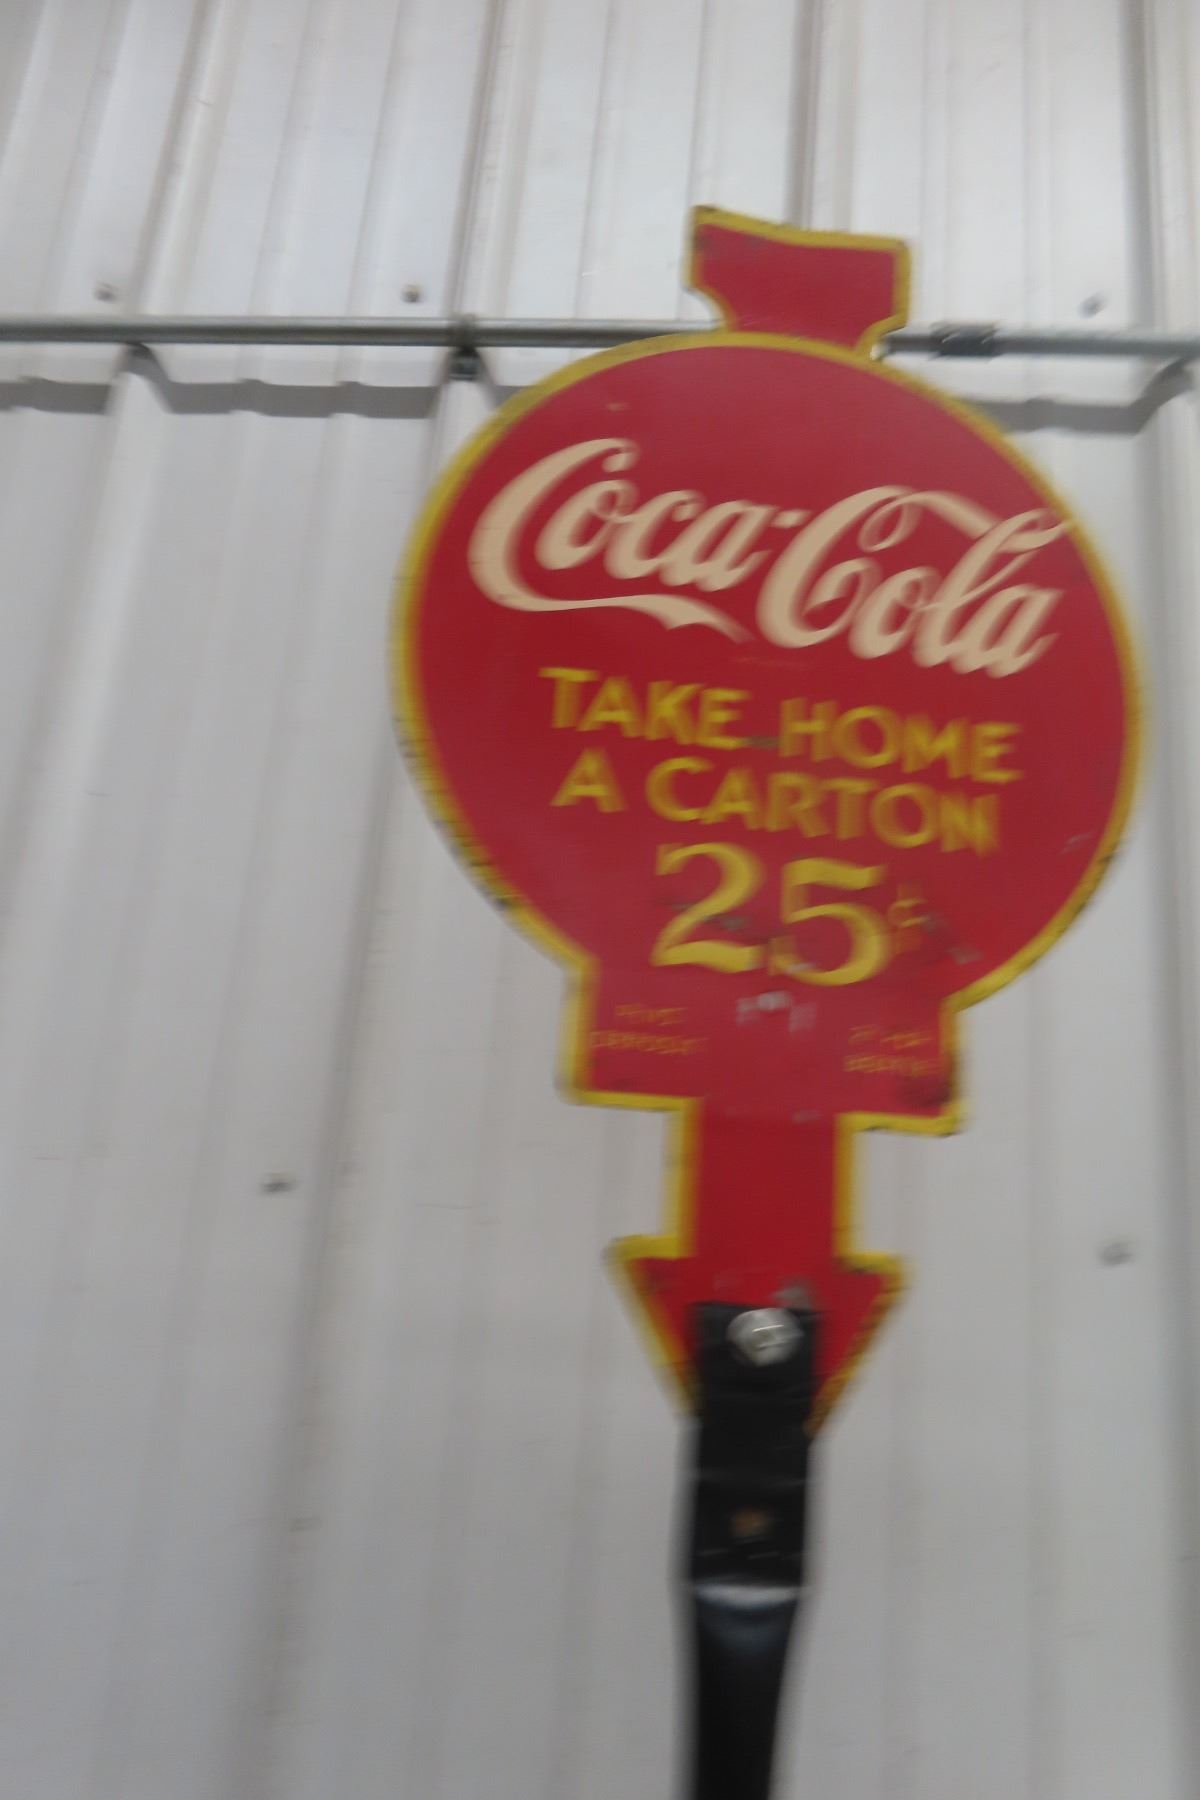 Coca-Cola
TAKE HOME
A CARTON
25¢